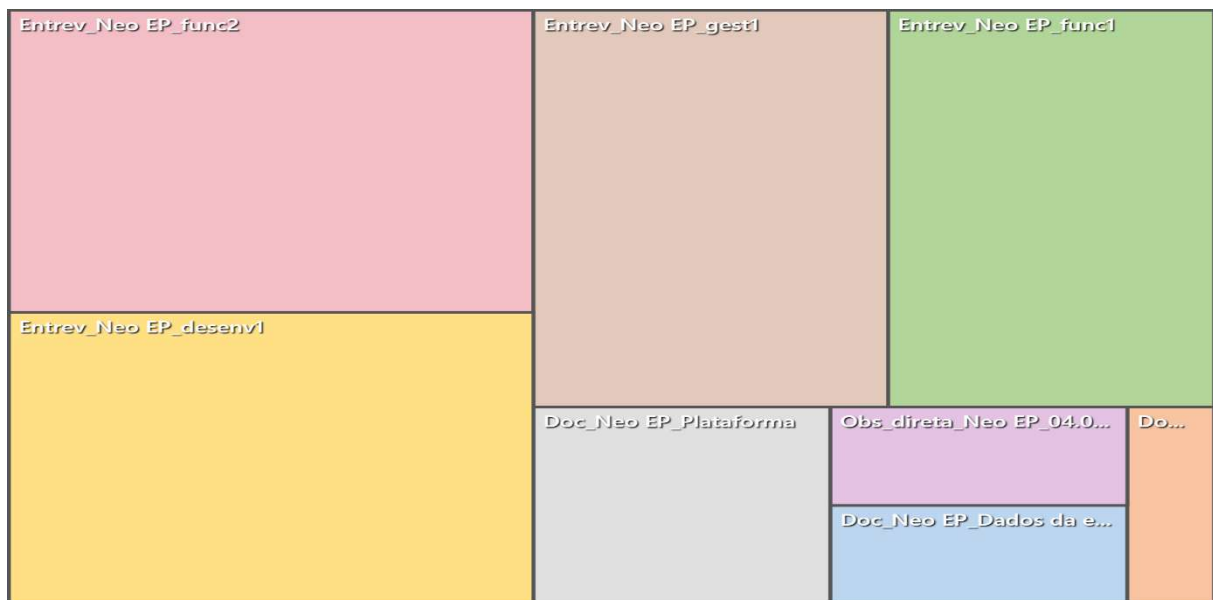 Entrev_Neo EP_func2
Entrev_Neo EP_gest1
Entrev_Neo EP_func1
Entrev_Neo EP_desenv1
Doc_Neo EP_Plataforma
Obs_direta_Neo EP_04.0...
Do...
Doc_Neo EP_Dados da e...